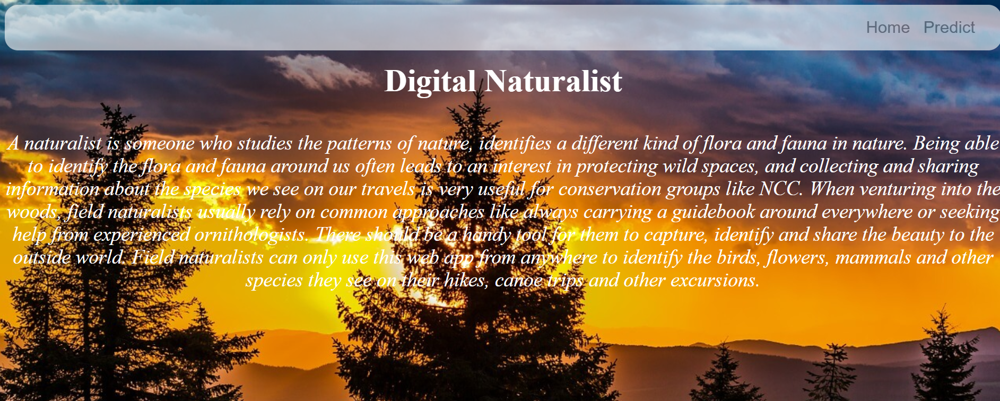 Home Predict
Digital Naturalist
A naturalist is someone who studies the patterns of nature, identifies a different kind of flora and fauna in nature. Being able
to identify the flora and fauna around us often leads to an interest in protecting wild spaces, and collecting and sharing
information about the species we see on our travels is very useful for conservation groups like NCC. When venturing into the
woods, field naturalists usually rely on common approaches like always carrying a guidebook around everywhere or seeking
help from experienced ornithologists. There should be a handy tool for them to capture, identify and share the beauty to the
outside world. Field naturalists can only use this web app from anywhere to identify the birds, flowers, mammals and other
species they see on their hikes, canoe trips and other excursions.